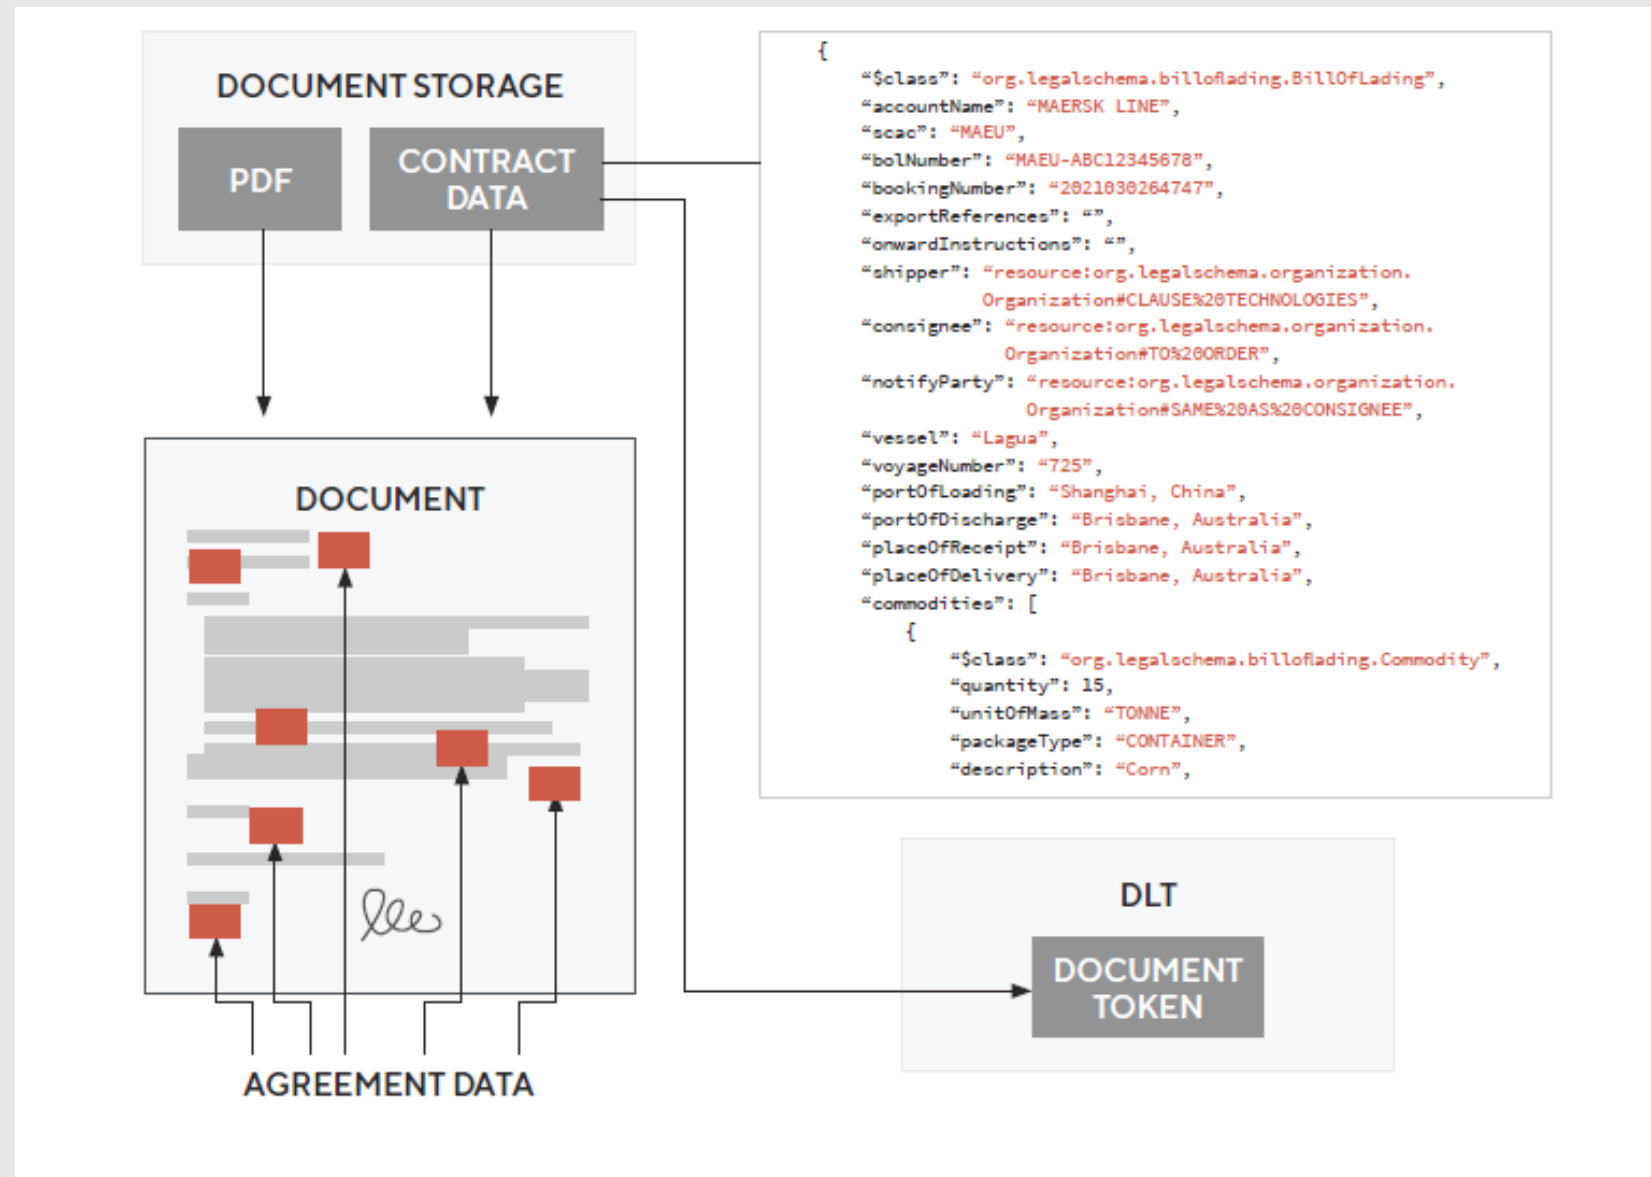 DOCUMENT STORAGE
PDF
CONTRACT
DATA
{
“$class”: “org.legalschema.billoflading.BillOfLading”,
“accountName”: “MAERSK LINE”,
“scac”: “MAEU”,
“bolNumber”: “MAEU-ABC12345678”,
“bookingNumber”: “2021030264747”,
“exportReferences”: “”,
“onwardInstructions”: “”,
“shipper”: “resource:org.legalschema.organization.
Organization#CLAUSE%20TECHNOLOGIES”,
“consignee”: “resource:org.legalschema.organization.
Organization#TO%20ORDER”,
“notifyParty”: “resource:org.legalschema.organization.
Organization#SAME%20AS%20CONSIGNEE”,
“vessel”: “Lagua”,
“voyageNumber”: “725”,
“portOfLoading”: “Shanghai, China”,
“portOfDischarge”: “Brisbane, Australia”,
“placeOfReceipt”: “Brisbane, Australia”,
“placeOfDelivery”: “Brisbane, Australia”,
“commodities”: [
{
“$class”: “org.legalschema.billoflading.Commodity”,
“quantity”: 15,
“unitOfMass”: “TONNE”,
“packageType”: “CONTAINER”,
“description”: “Corn”,
DOCUMENT
AGREEMENT DATA
DLT
DOCUMENT
TOKEN